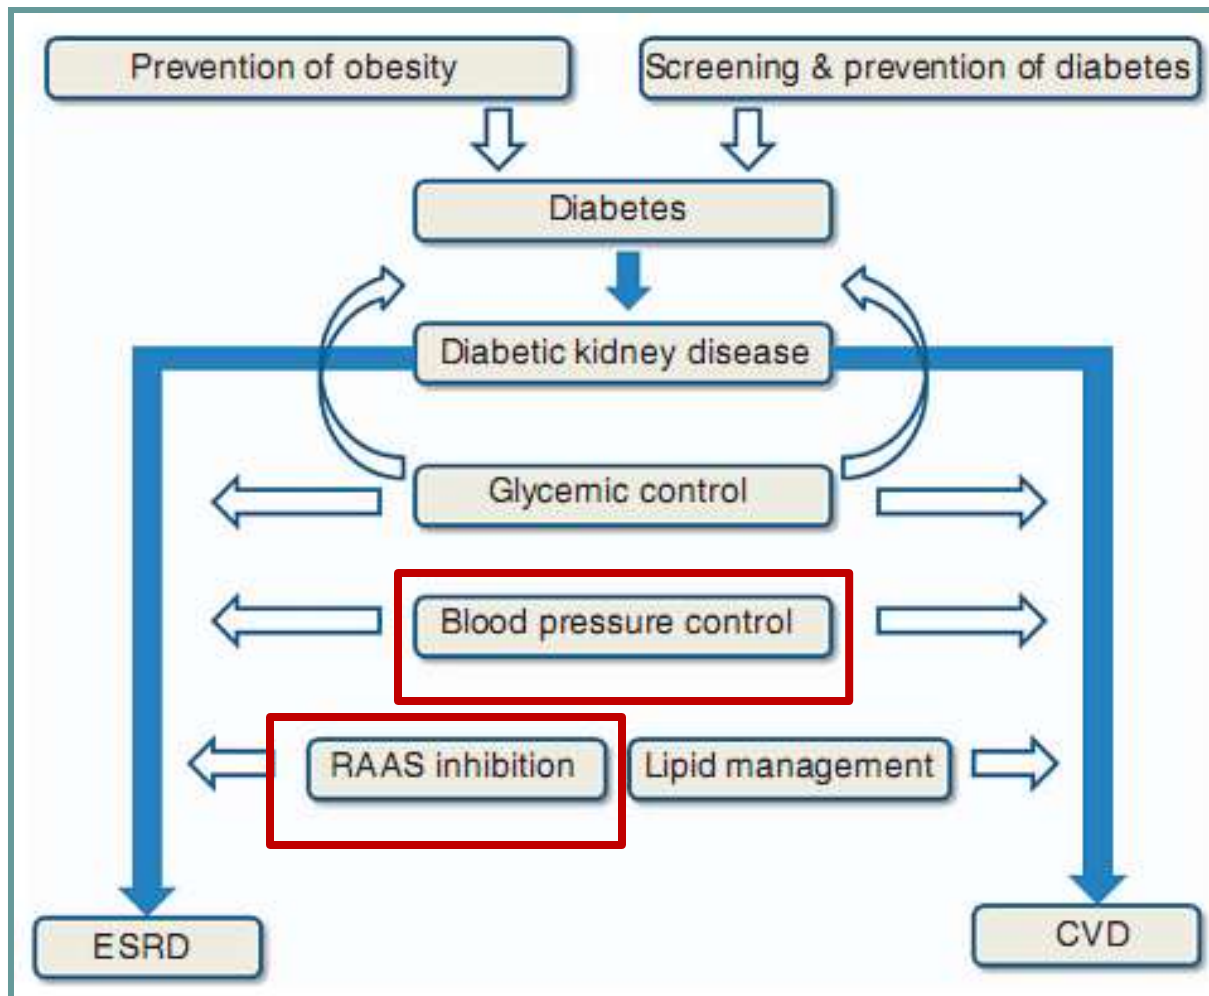 Prevention of obesity
Screening & prevention of diabetes
Diabetes
Diabetic kidney disease
Glycemic control
Blood pressure control
RAAS inhibition
Lipid management
ESRD
CVD